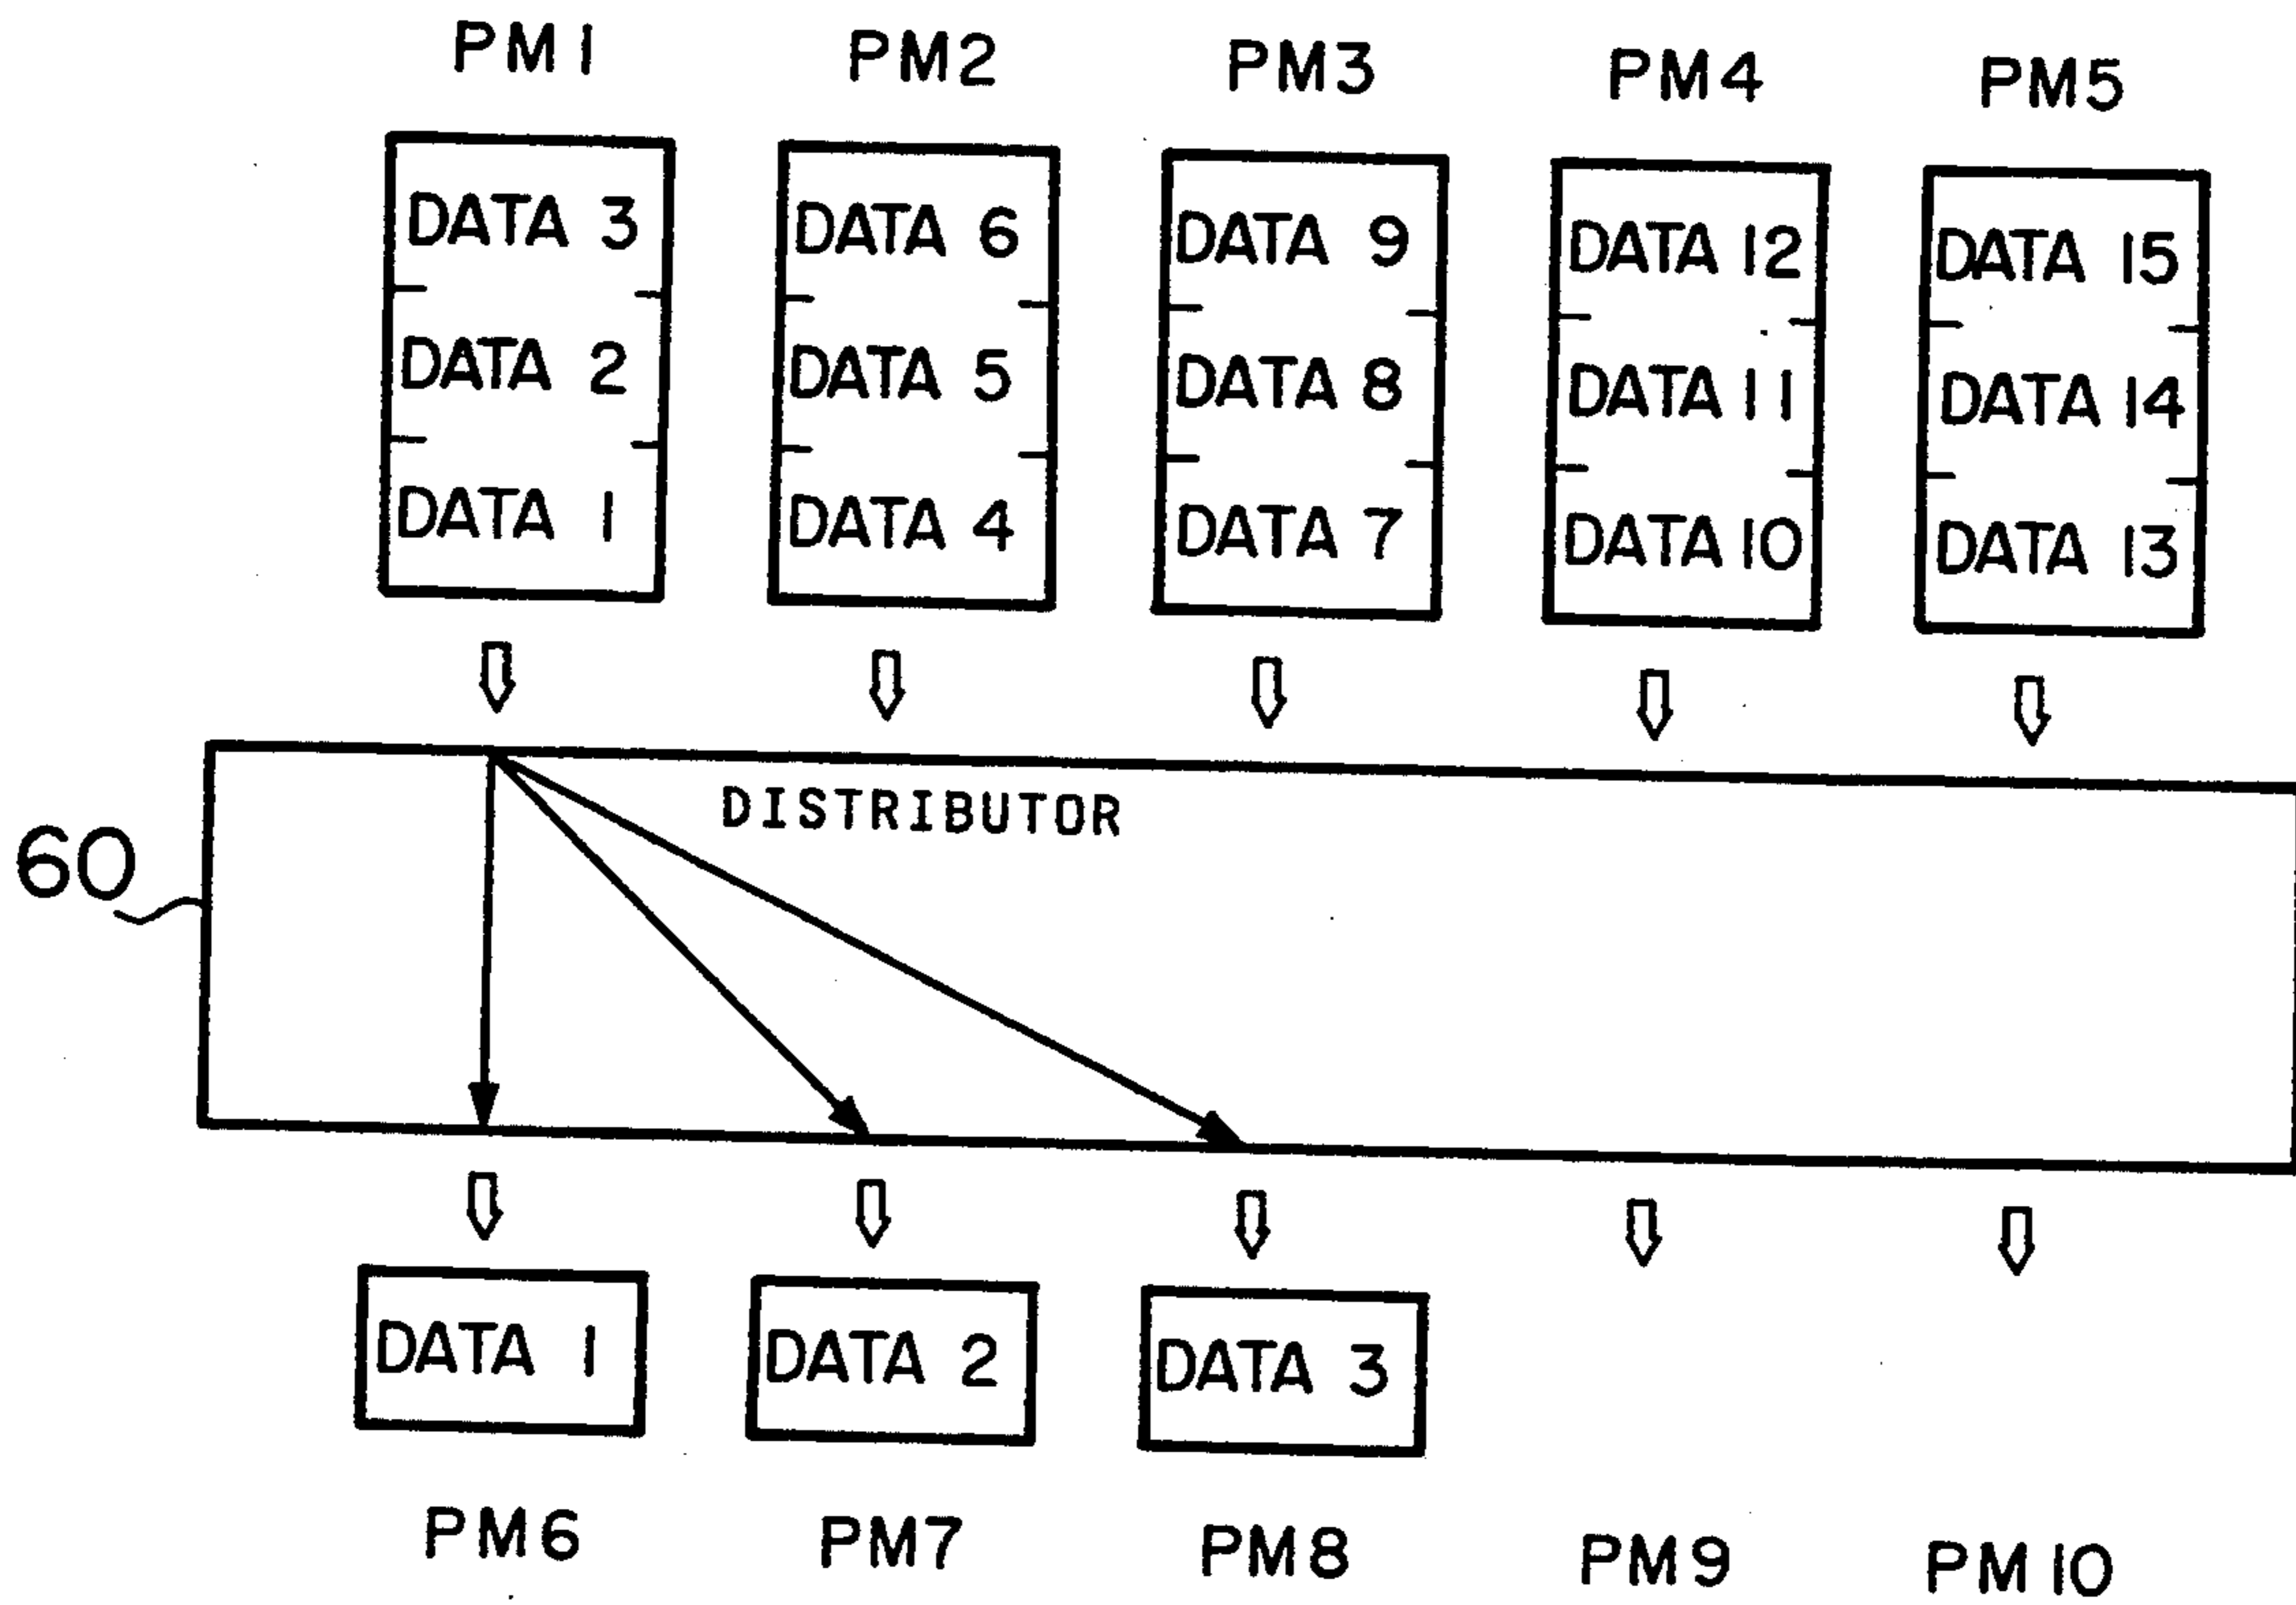 PM1 PM2 PM3 PM4 PM5
DATA 3 DATA 6 DATA 9 DATA 12 DATA 15
DATA 2 DATA 5 DATA 8 DATA 11 DATA 14
DATA 1 DATA 4 DATA 7 DATA 10 DATA 13
DISTRIBUTOR
60
DATA 1 DATA 2 DATA 3
PM6 PM7 PM8 PM9 PM10